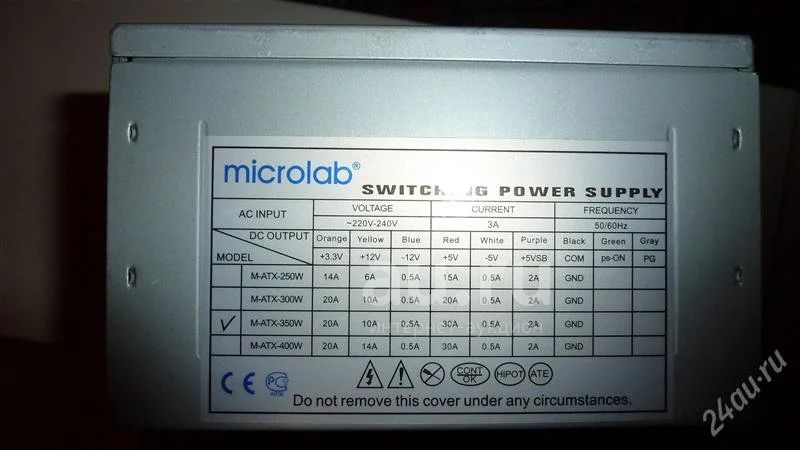 microlab®
SWITCHING POWER SUPPLY
AC INPUT VOLTAGE CURRENT FREQUENCY
~220V-240V 3A 50/60Hz
DC OUTPUT Orange Yellow Blue Red White Purple Black Green Gray
MODEL +3.3V +12V -12V +5V -5V +5VSB COM ps-ON PG
M-ATX-250W 14A 6A 0.5A 15A 0.5A 2A GND
M-ATX-300W 20A 10A 0.5A 20A 0.5A 2A GND
✓ M-ATX-350W 20A 10A 0.5A 30A 0.5A 2A GND
M-ATX-400W 20A 14A 0.5A 30A 0.5A 2A GND
au.ru
интернет-аукцион
CE CONT OK HIPOT ATE
Do not remove this cover under any circumstances.
24au.ru